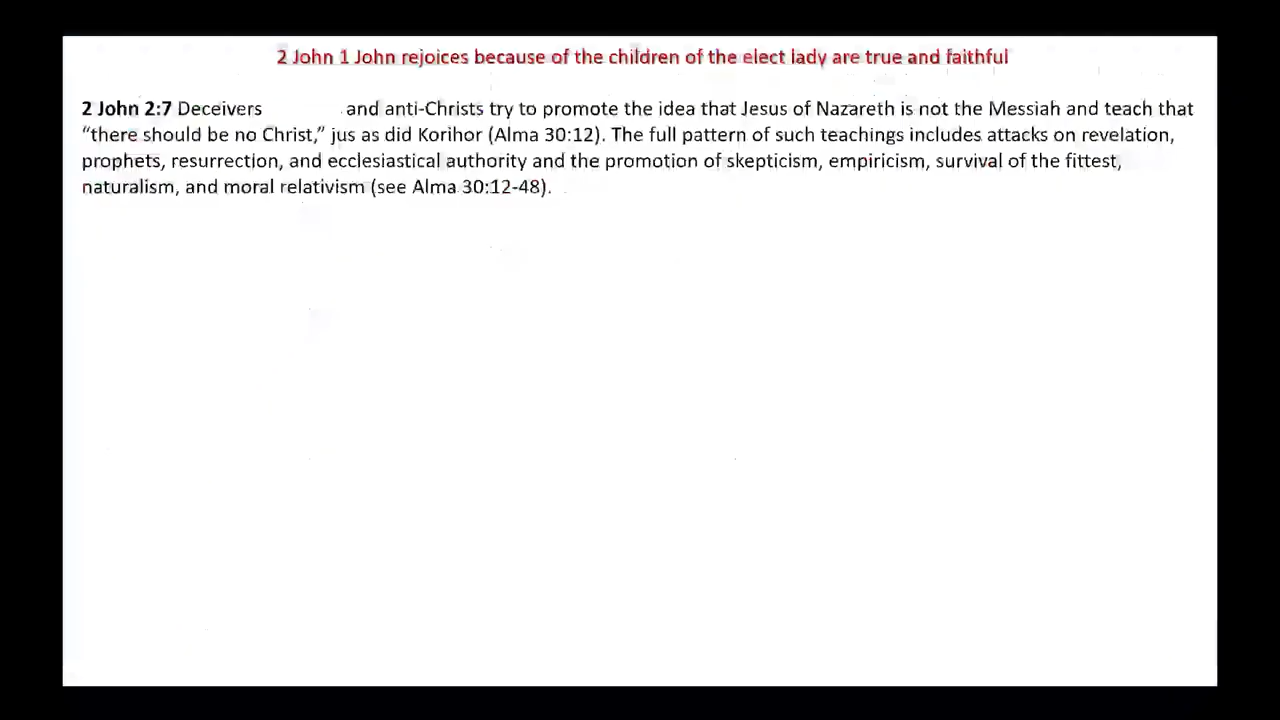 2 John 1 John rejoices because of the children of the elect lady are true and faithful
2 John 2:7 Deceivers and anti-Christs try to promote the idea that Jesus of Nazareth is not the Messiah and teach that
“there should be no Christ,” jus as did Korihor (Alma 30:12). The full pattern of such teachings includes attacks on revelation,
prophets, resurrection, and ecclesiastical authority and the promotion of skepticism, empiricism, survival of the fittest,
naturalism, and moral relativism (see Alma 30:12-48).